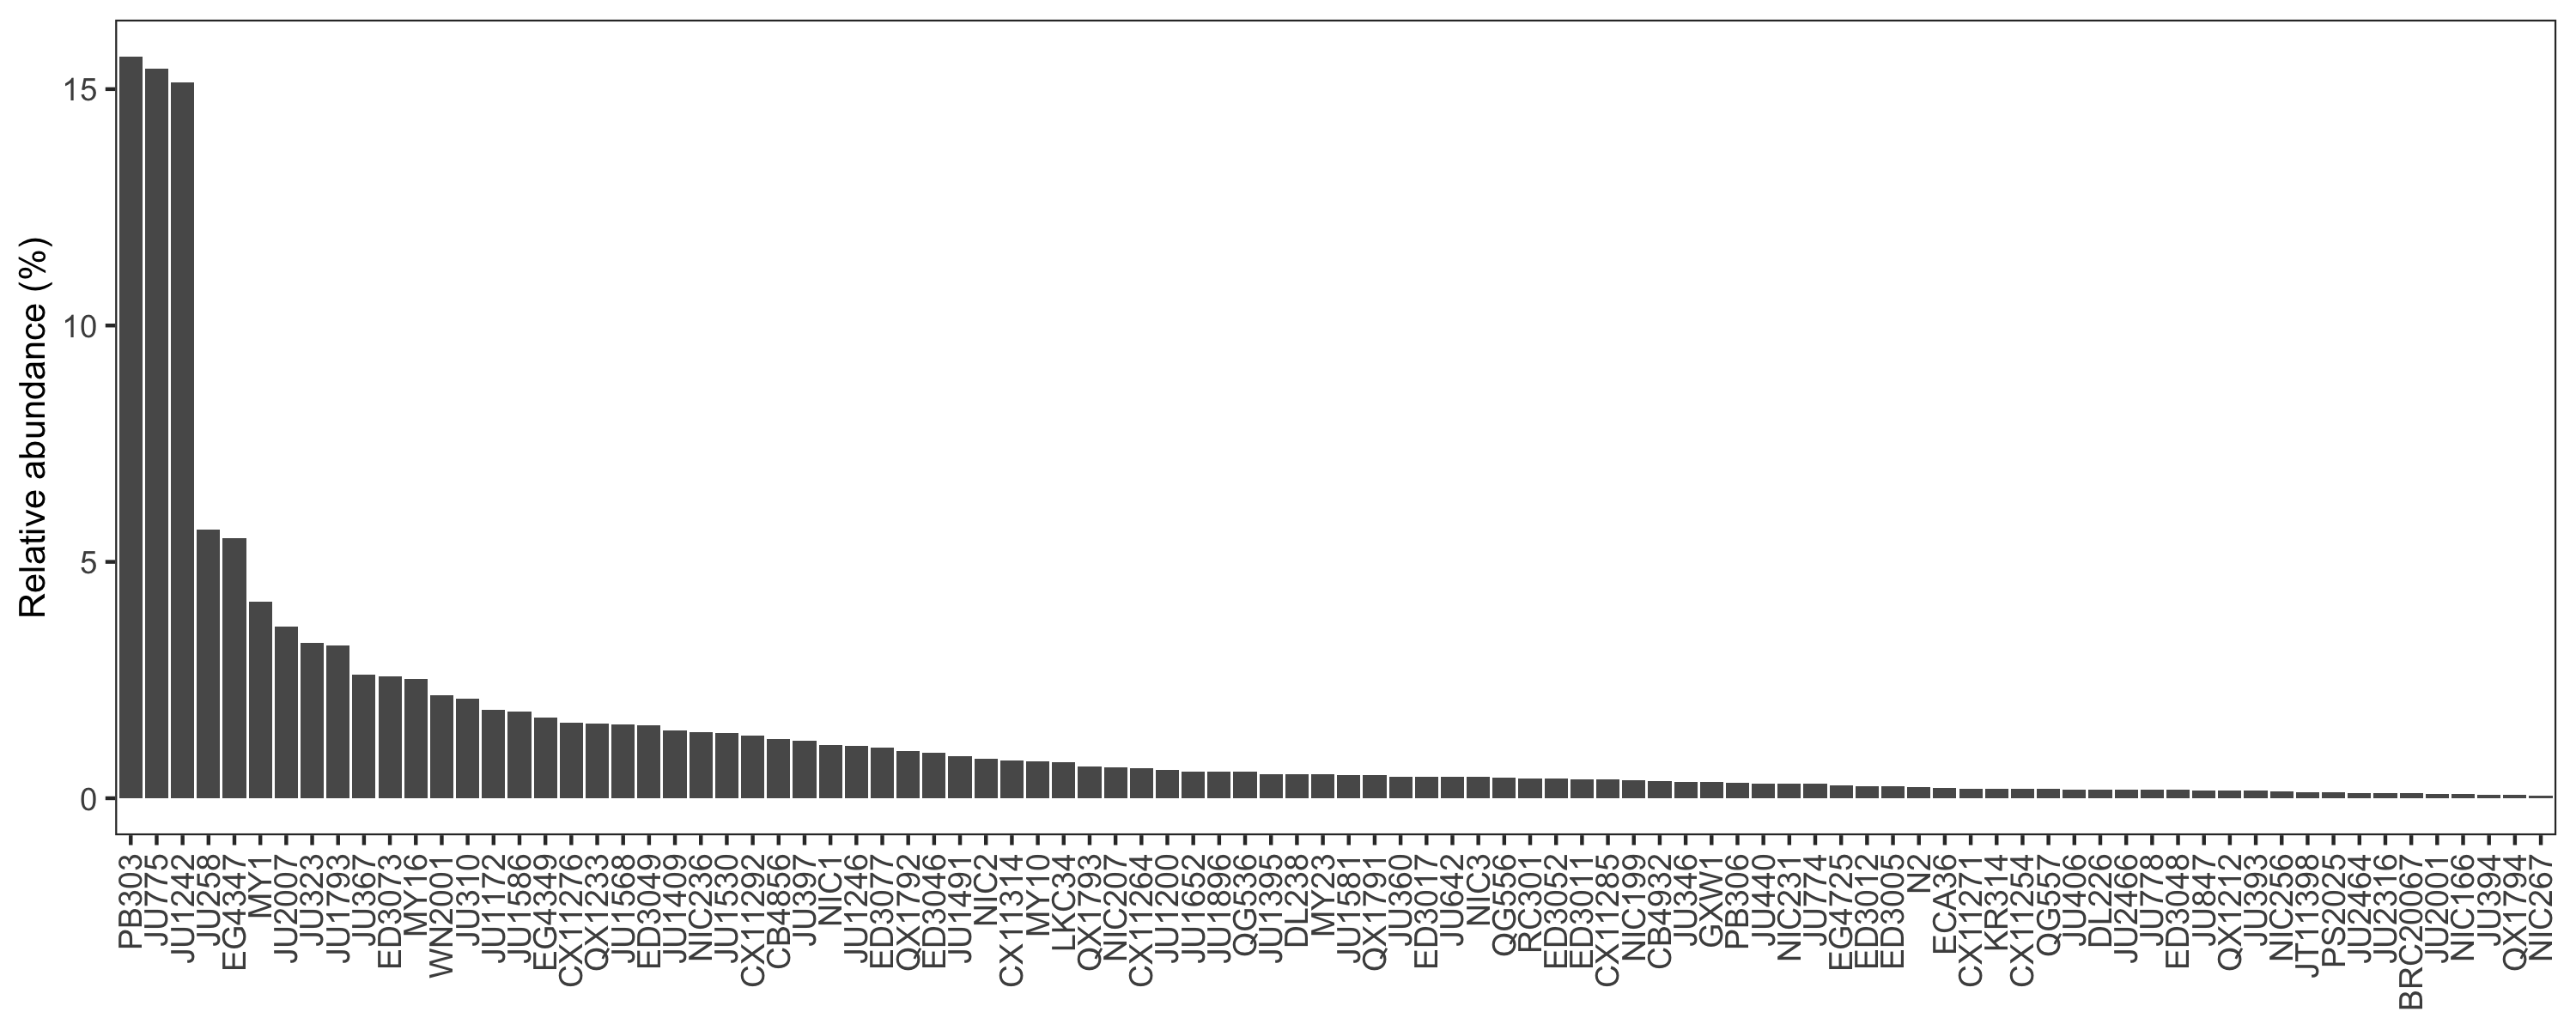 Relative abundance (%)
15
10
5
0
PB303
JU775
JU1242
JU258
EG4347
MY1
JU2007
JU323
JU1793
JU367
ED3073
MY16
WN2001
JU310
JU1172
JU1586
EG4349
CX11276
QX1233
JU1568
ED3049
JU1409
NIC236
JU1530
CX11292
CB4856
JU397
NIC1
JU1246
ED3077
QX1792
ED3046
JU1491
NIC2
CX11314
MY10
LKC34
QX1793
NIC207
CX11264
JU1200
JU1652
JU1896
QG536
JU1395
DL238
MY23
JU1581
QX1791
JU360
ED3017
JU642
NIC3
QG556
RC301
ED3052
ED3011
CX11285
NIC199
CB4932
JU346
GXW1
PB306
JU440
NIC231
JU774
EG4725
ED3012
ED3005
N2
ECA36
CX11271
KR314
CX11254
QG557
JU406
DL226
JU2466
JU778
ED3048
JU847
QX1212
JU393
NIC256
JT11398
PS2025
JU2464
JU2316
BRC20067
JU2001
NIC166
JU394
QX1794
NIC267